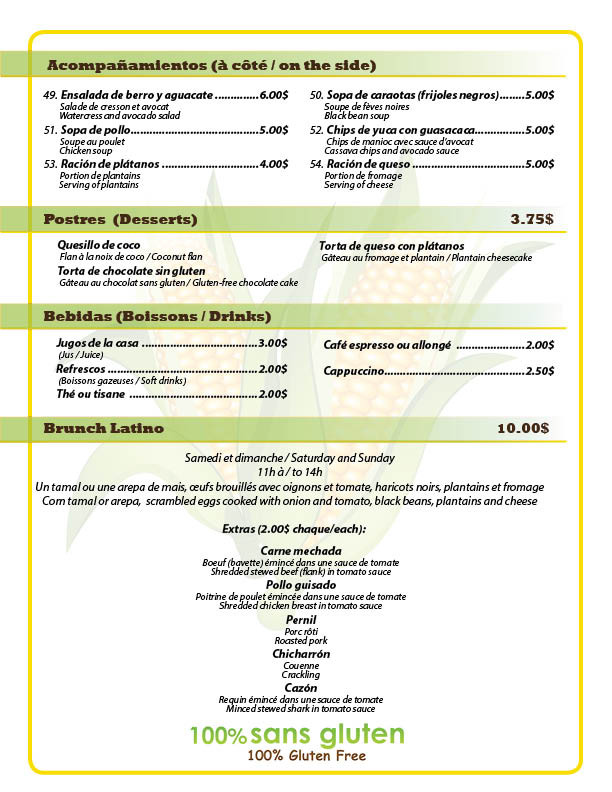 Acompañamientos (à côté / on the side)
49. Ensalada de berro y aguacate ..............6.00$
Salade de cresson et avocat
Watercress and avocado salad
50. Sopa de caraotas (frijoles negros)........5.00$
Soupe de fèves noires
Black bean soup
51. Sopa de pollo.................................5.00$
Soupe au poulet
Chicken soup
52. Chips de yuca con guasacaca................5.00$
Chips de manioc avec sauce d'avocat
Cassava chips and avocado sauce
53. Ración de plátanos ...............................4.00$
Portion de plantains
Serving of plantains
54. Ración de queso ....................................5.00$
Portion de fromage
Serving of cheese
Postres (Desserts) 3.75$
Quesillo de coco
Flan à la noix de coco / Coconut flan
Torta de chocolate sin gluten
Gâteau au chocolat sans gluten / Gluten-free chocolate cake
Torta de queso con plátanos
Gâteau au fromage et plantain / Plantain cheesecake
Bebidas (Boissons / Drinks)
Jugos de la casa .....................................3.00$
(Jus / Juice)
Refrescos ................................................2.00$
(Boissons gazeuses / Soft drinks)
Thé ou tisane .........................................2.00$
Café espresso ou allongé ......................2.00$
Cappuccino.............................................2.50$
Brunch Latino 10.00$
Samedi et dimanche / Saturday and Sunday
11h à / to 14h
Un tamal ou une arepa de mais, œufs brouillés avec oignons et tomate, haricots noirs, plantains et fromage
Corn tamal or arepa, scrambled eggs cooked with onion and tomato, black beans, plantains and cheese
Extras (2.00$ chaque/each):
Carne mechada
Boeuf (bavette) émincé dans une sauce de tomate
Shredded stewed beef (flank) in tomato sauce
Pollo guisado
Poitrine de poulet émincée dans une sauce de tomate
Shredded chicken breast in tomato sauce
Pernil
Porc rôti
Roasted pork
Chicharrón
Couenne
Crackling
Cazón
Requin émincé dans une sauce de tomate
Minced stewed shark in tomato sauce
100% sans gluten
100% Gluten Free